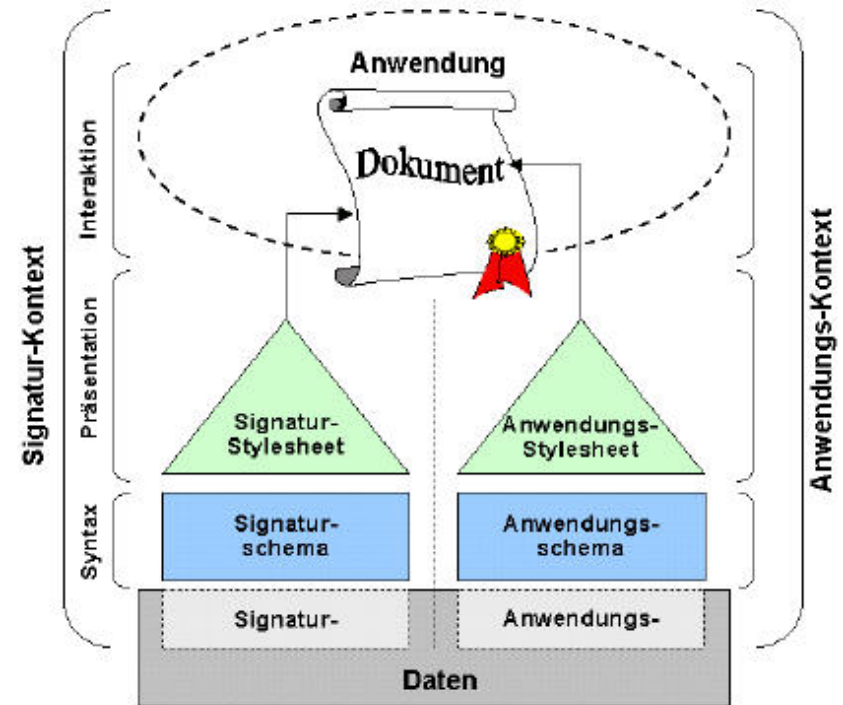 Anwendung
Dokument
Interaktion
Präsentation
Syntax
Signatur-Kontext
Anwendungs-Kontext
Signatur-
Stylesheet
Anwendungs-
Stylesheet
Signatur-
schema
Anwendungs-
schema
Signatur-
Anwendungs-
Daten